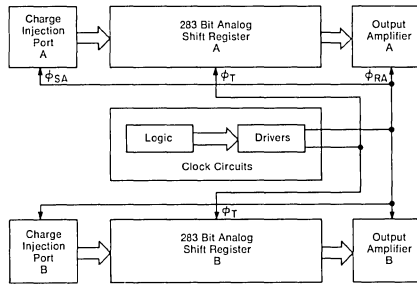 Charge
Injection
Port
A
283 Bit Analog
Shift Register
A
Output
Amplifier
A
ϕSA
ϕT
ϕRA
Logic
Drivers
Clock Circuits
ϕT
Charge
Injection
Port
B
283 Bit Analog
Shift Register
B
Output
Amplifier
B